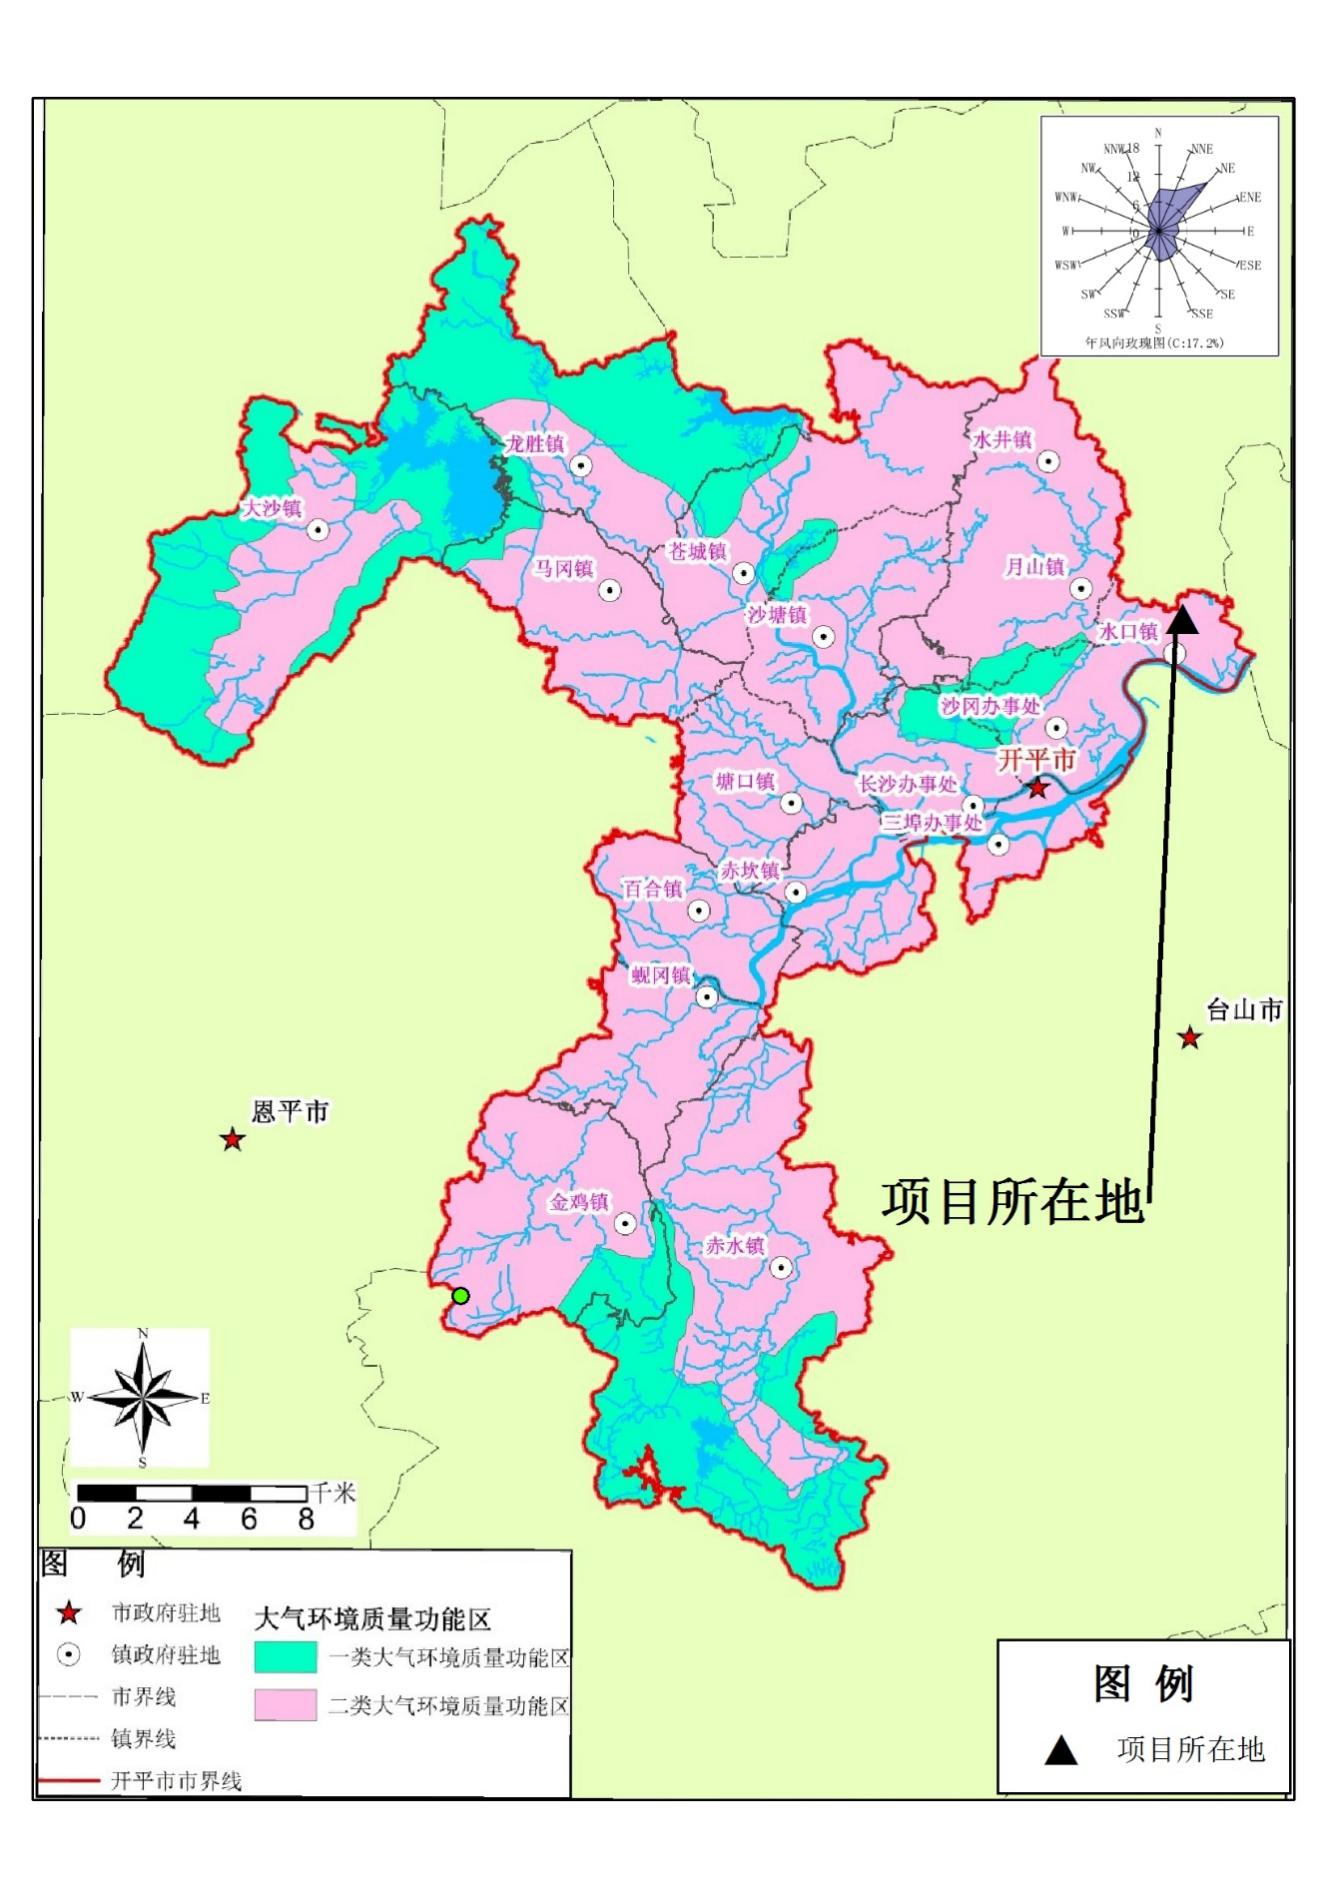 N
NNW
18
NNE
NW
12
NE
WNW
6
ENE
W
0
E
WSW
ESE
SW
SE
SSW
SSE
S
年风向玫瑰图(C:17.2%)
龙胜镇
水井镇
大沙镇
苍城镇
马冈镇
月山镇
沙塘镇
水口镇
沙冈办事处
开平市
塘口镇
长沙办事处
三埠办事处
赤坎镇
百合镇
蚬冈镇
台山市
恩平市
项目所在地
金鸡镇
赤水镇
N
W
E
S
千米
0 2 4 6 8
图 例
市政府驻地
镇政府驻地
市界线
镇界线
开平市市界线
大气环境质量功能区
一类大气环境质量功能区
二类大气环境质量功能区
图 例
项目所在地